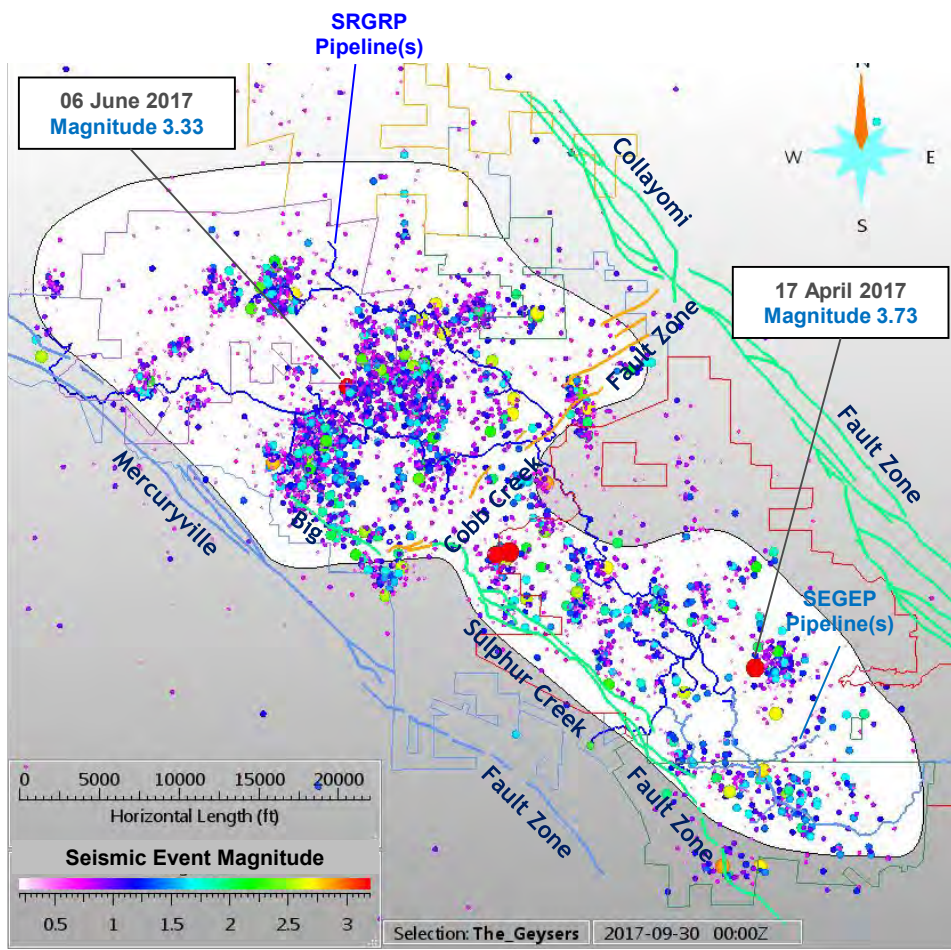 SRGRP
Pipeline(s)
06 June 2017
Magnitude 3.33
N
W
E
S
Collayomi
17 April 2017
Magnitude 3.73
Fault Zone
Fault Zone
Mercuryville
Big
Cobb Creek
SEGEP
Pipeline(s)
Sulphur Creek
Fault Zone
Fault Zone
0 5000 10000 15000 20000
Horizontal Length (ft)
Seismic Event Magnitude
0.5 1 1.5 2 2.5 3
Selection: The_Geysers
2017-09-30 00:00Z